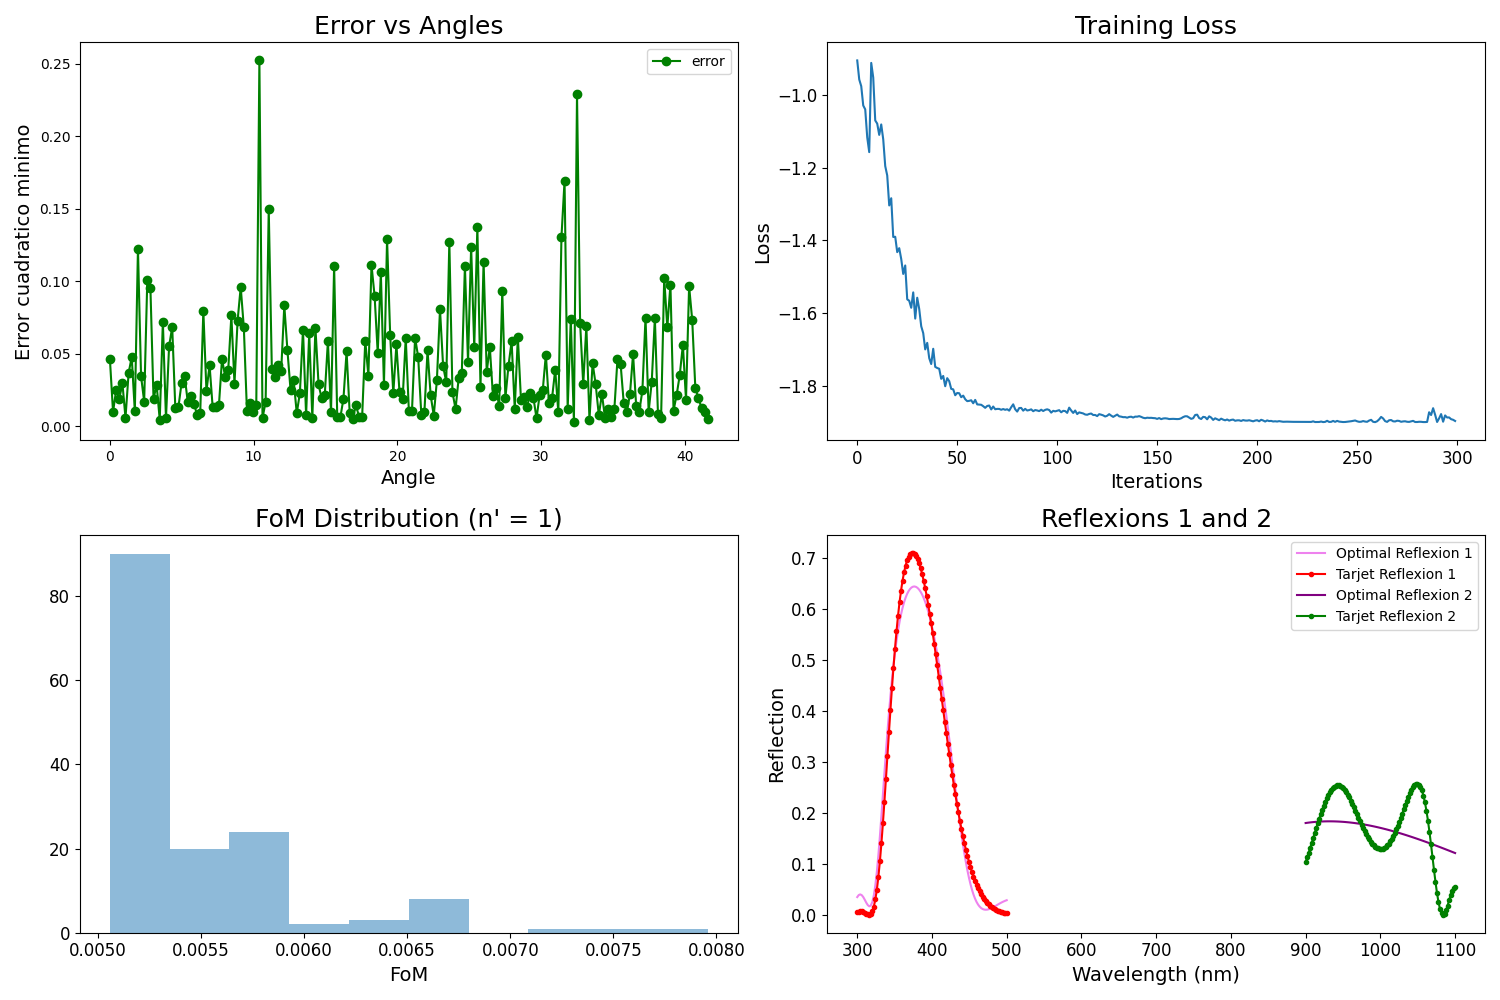 Error vs Angles
error
0.25
0.20
0.15
0.10
0.05
0.00
Error cuadratico minimo
0 10 20 30 40
Angle
Training Loss
−1.0
−1.2
−1.4
−1.6
−1.8
Loss
0 50 100 150 200 250 300
Iterations
FoM Distribution (n' = 1)
80
60
40
20
0
0.0050 0.0055 0.0060 0.0065 0.0070 0.0075 0.0080
FoM
Reflexions 1 and 2
Optimal Reflexion 1
Tarjet Reflexion 1
Optimal Reflexion 2
Tarjet Reflexion 2
0.7
0.6
0.5
0.4
0.3
0.2
0.1
0.0
Reflection
300 400 500 600 700 800 900 1000 1100
Wavelength (nm)